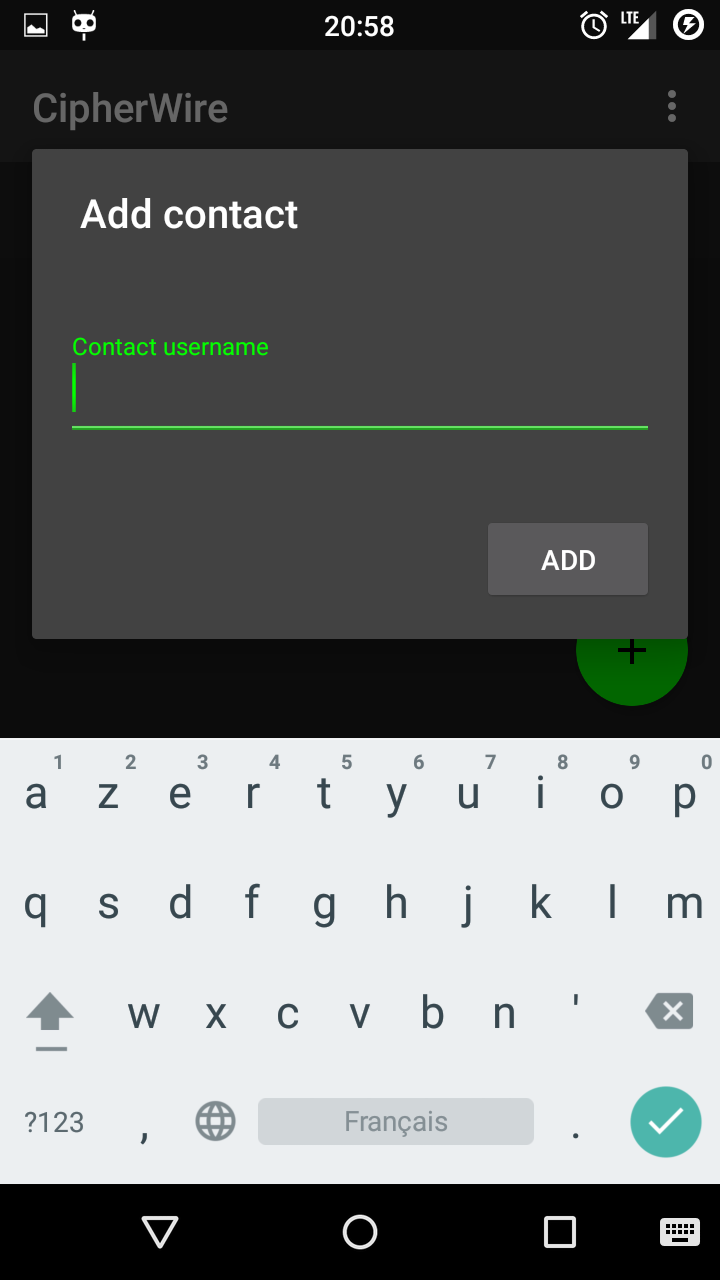 20:58 LTE
CipherWire
Add contact
Contact username
ADD
+
1 2 3 4 5 6 7 8 9 0
a z e r t y u i o p
q s d f g h j k l m
w x c v b n '
?123 , Français .